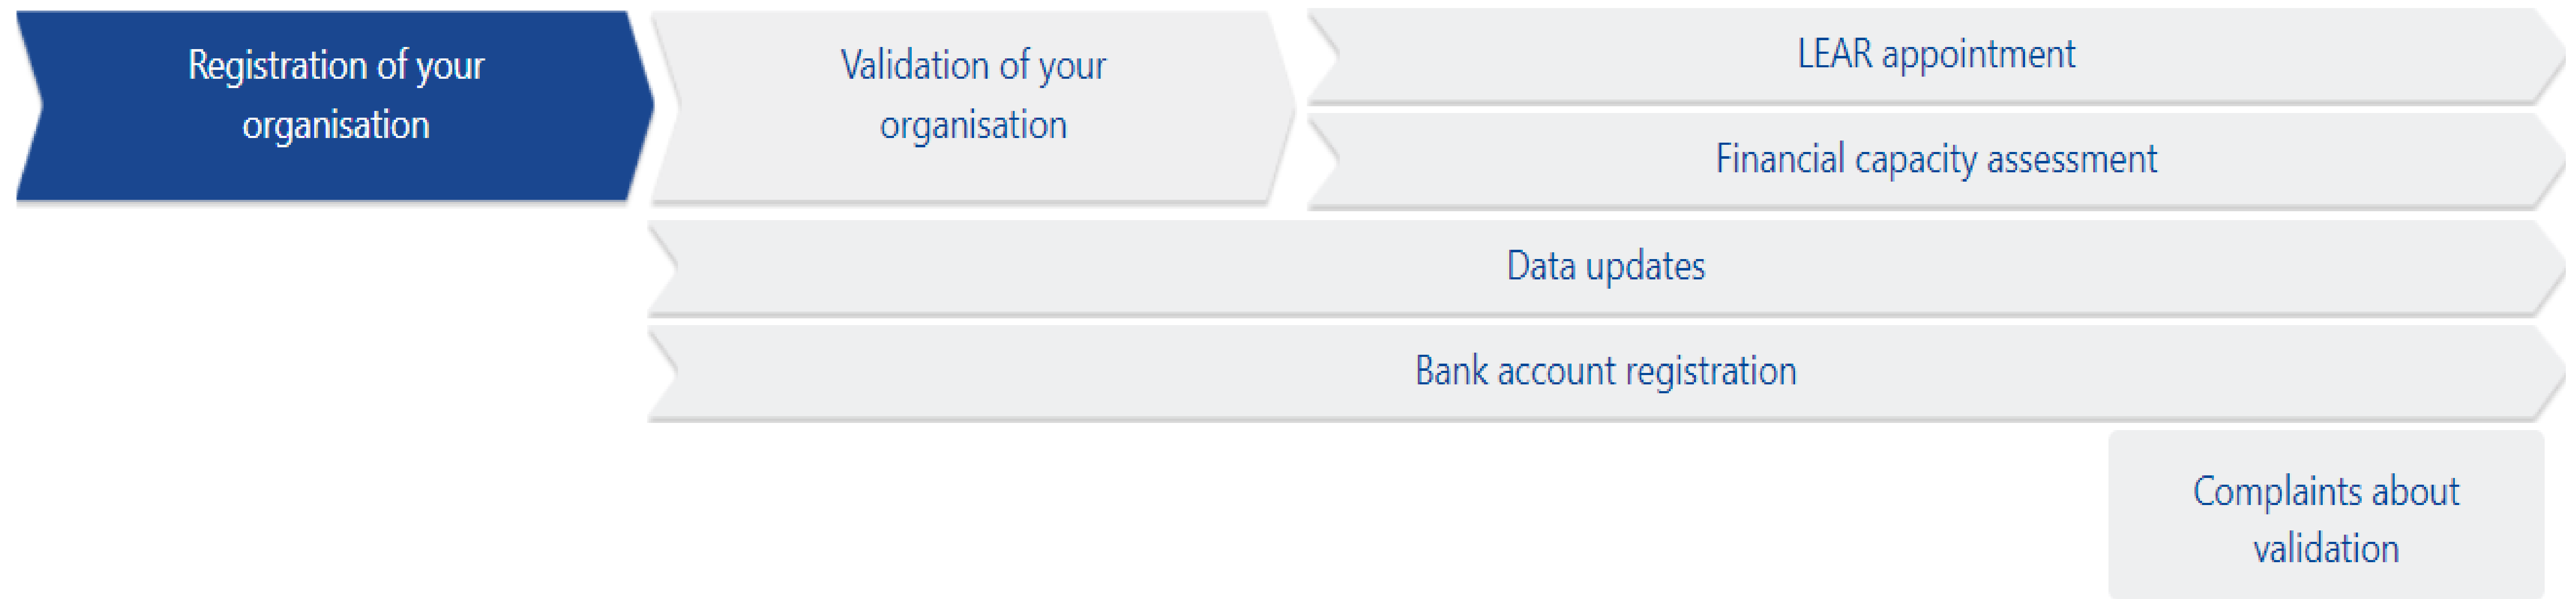 Registration of your
organisation
Validation of your
organisation
LEAR appointment
Financial capacity assessment
Data updates
Bank account registration
Complaints about
validation